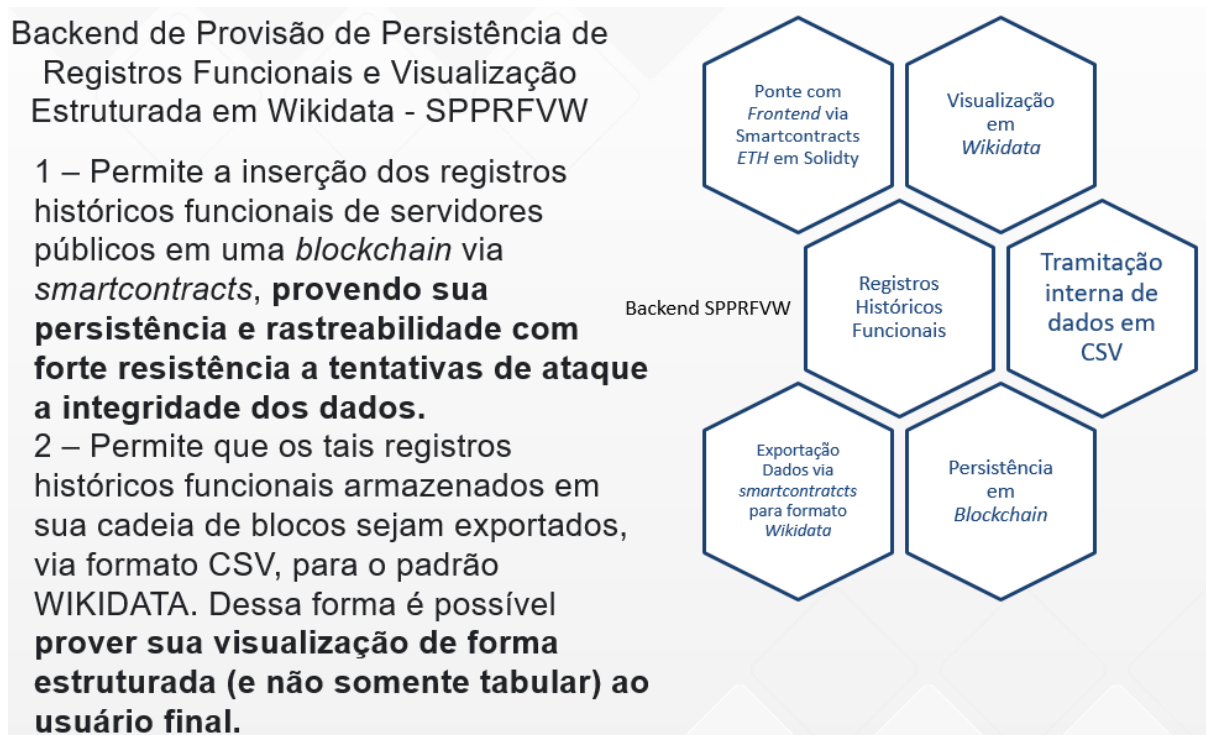 Backend de Provisão de Persistência de
Registros Funcionais e Visualização
Estruturada em Wikidata - SPPRFVW
1 – Permite a inserção dos registros
históricos funcionais de servidores
públicos em uma blockchain via
smartcontracts, provendo sua
persistência e rastreabilidade com
forte resistência a tentativas de ataque
a integridade dos dados.
2 – Permite que os tais registros
históricos funcionais armazenados em
sua cadeia de blocos sejam exportados,
via formato CSV, para o padrão
WIKIDATA. Dessa forma é possível
prover sua visualização de forma
estruturada (e não somente tabular) ao
usuário final.
Ponte com
Frontend via
Smartcontracts
ETH em Solidty
Visualização
em
Wikidata
Backend SPPRFVW
Registros
Históricos
Funcionais
Tramitação
interna de
dados em
CSV
Exportação
Dados via
smartcontratcts
para formato
Wikidata
Persistência
em
Blockchain